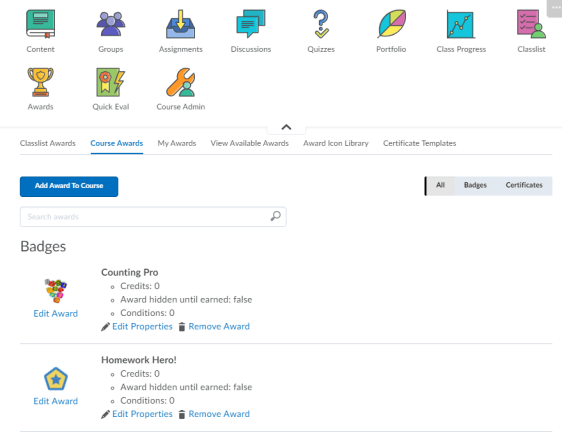 Content Groups Assignments Discussions Quizzes Portfolio Class Progress Classlist
Awards Quick Eval Course Admin
Classlist Awards Course Awards My Awards View Available Awards Award Icon Library Certificate Templates
Add Award To Course All Badges Certificates
Search awards
Badges
Counting Pro
Credits: 0
Award hidden until earned: false
Conditions: 0
Edit Award
Edit Properties Remove Award
Homework Hero!
Credits: 0
Award hidden until earned: false
Conditions: 0
Edit Award
Edit Properties Remove Award